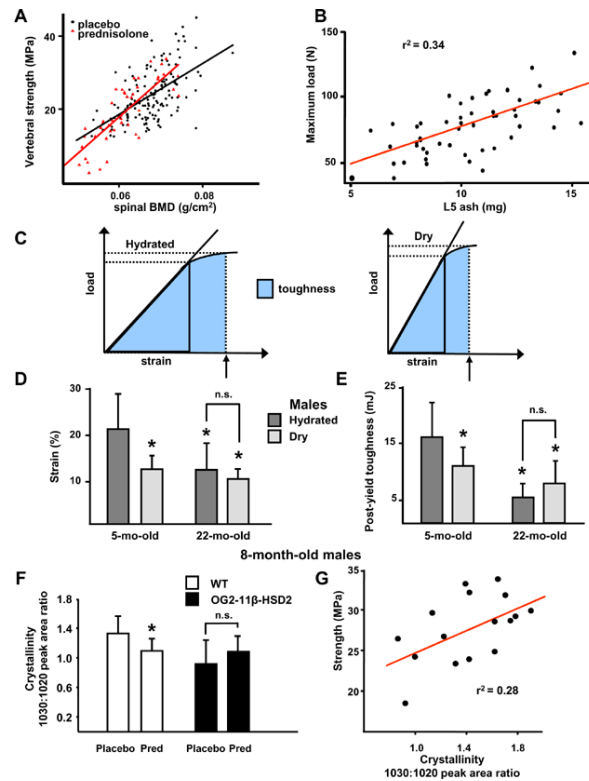 A
placebo
prednisolone
Vertebral strength (MPa)
40
20
0
0.06
0.08
spinal BMD (g/cm²)
B
r² = 0.34
Maximum load (N)
150
100
50
5
10
15
L5 ash (mg)
C
Hydrated
load
strain
toughness
Dry
load
strain
D
Males
Hydrated
Dry
n.s.
Strain (%)
30
20
10
*
*
*
5-mo-old
22-mo-old
E
n.s.
Post-yield toughness (mJ)
25
15
5
*
*
*
5-mo-old
22-mo-old
8-month-old males
F
WT
OG2-11β-HSD2
n.s.
Crystallinity
1030:1020 peak area ratio
1.8
1.4
1.0
0.6
0.2
*
Placebo Pred
Placebo Pred
G
Strength (MPa)
35
25
15
r² = 0.28
1.0
1.4
1.8
Crystallinity
1030:1020 peak area ratio